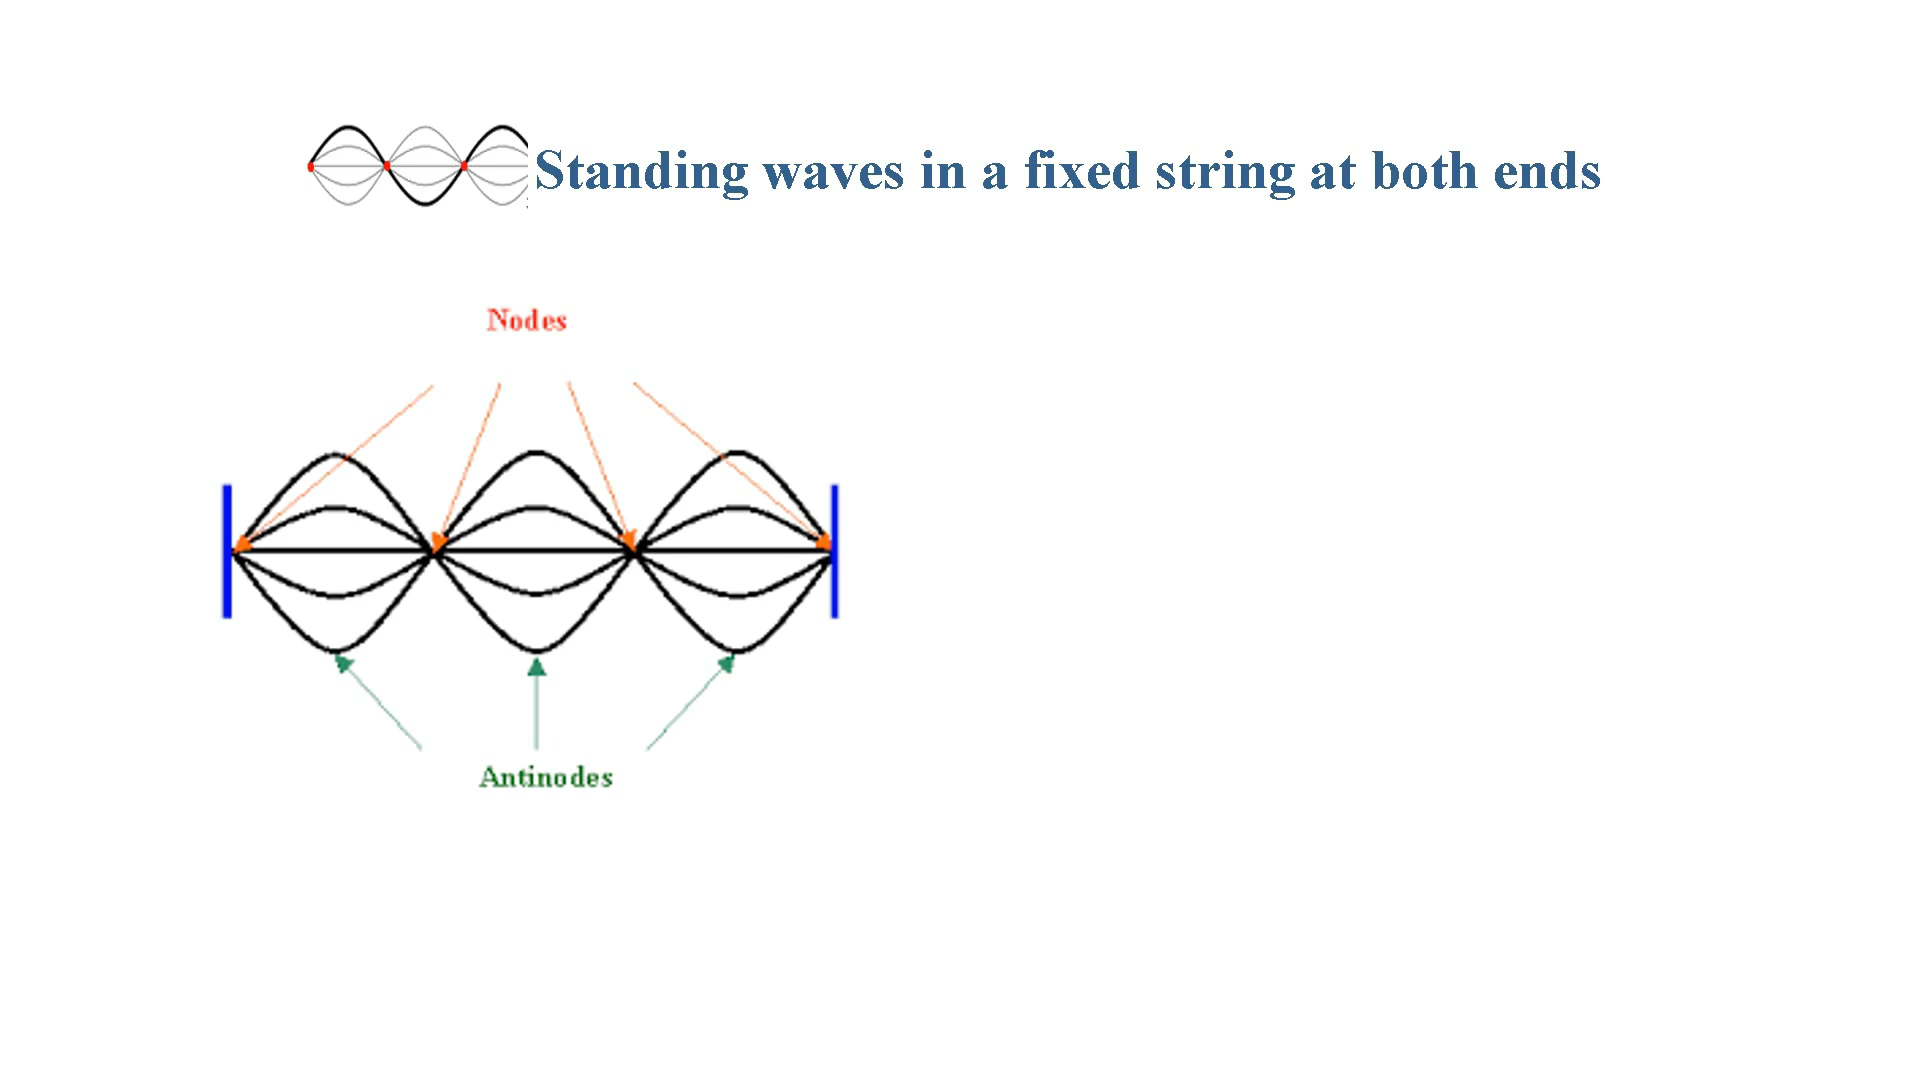 Standing waves in a fixed string at both ends
Nodes
Antinodes